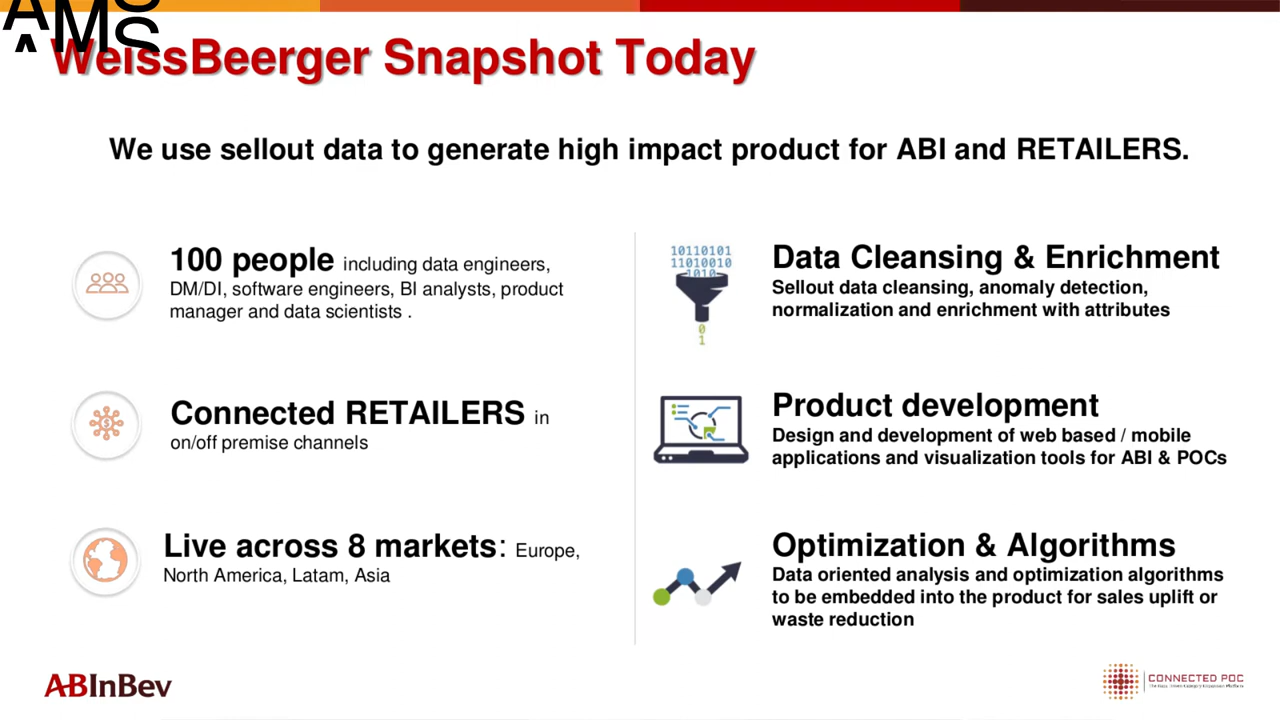 AMS
AMS
WeissBeerger Snapshot Today
We use sellout data to generate high impact product for ABI and RETAILERS.
100 people including data engineers,
DM/DI, software engineers, BI analysts, product
manager and data scientists .
Connected RETAILERS in
on/off premise channels
Live across 8 markets: Europe,
North America, Latam, Asia
10110101
11010010
1010
0
1
Data Cleansing & Enrichment
Sellout data cleansing, anomaly detection,
normalization and enrichment with attributes
Product development
Design and development of web based / mobile
applications and visualization tools for ABI & POCs
Optimization & Algorithms
Data oriented analysis and optimization algorithms
to be embedded into the product for sales uplift or
waste reduction
ABInBev
CONNECTED POC